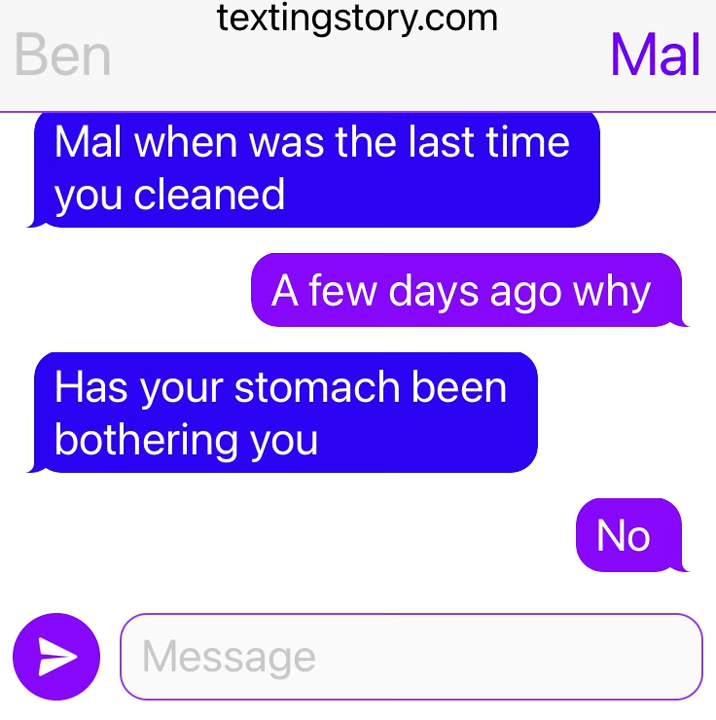 textingstory.com
Ben
Mal
Mal when was the last time
you cleaned
A few days ago why
Has your stomach been
bothering you
No
Message